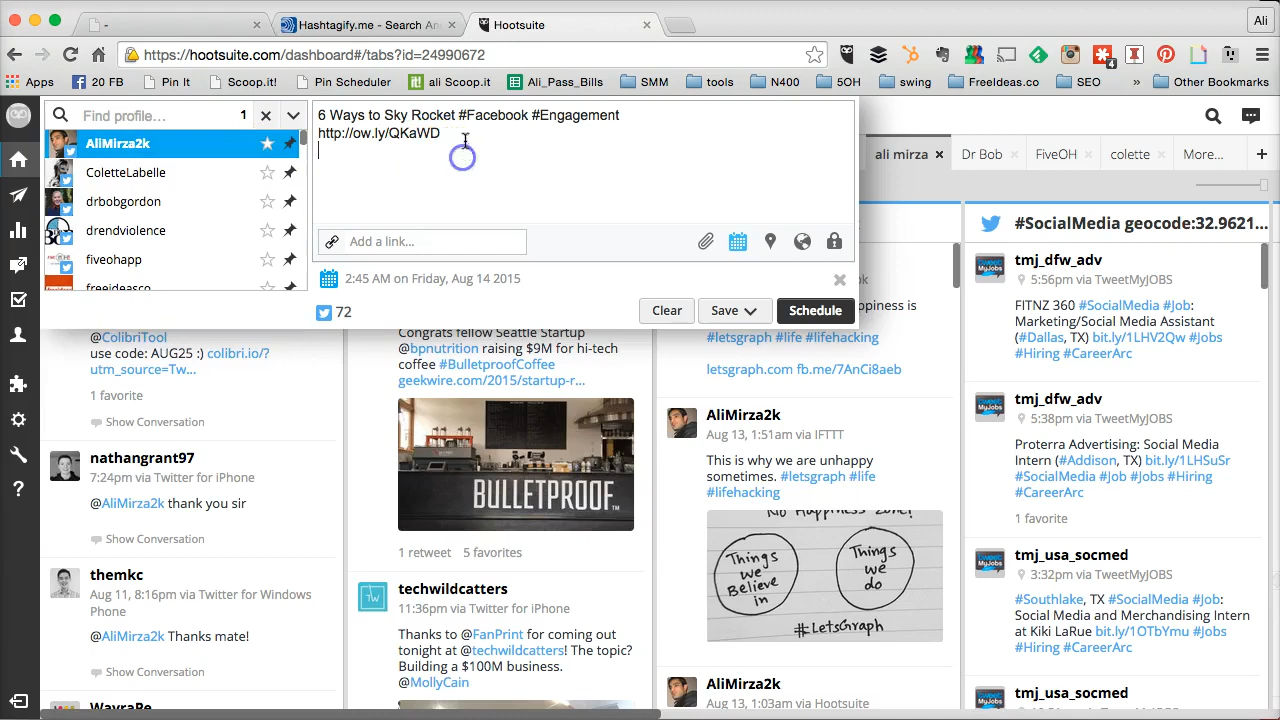 -
Hashtagify.me - Search An
Hootsuite
Ali
https://hootsuite.com/dashboard#/tabs?id=24990672
4
Apps
20 FB
Pin It
Scoop.it!
Pin Scheduler
it!
ali Scoop.it
Ali_Pass_Bills
SMM
tool
N400
5OH
swing
FreeIdeas.co
SEO
Other Bookmarks
Find profile...
1
AliMirza2k
ColetteLabelle
drbobgordon
drendviolence
fiveohapp
freeideasco
6 Ways to Sky Rocket #Facebook #Engagement
http://ow.ly/QKaWD
Add a link...
2:45 AM on Friday, Aug 14 2015
72
Clear
Save
Schedule
ali mirza
Dr Bob
FiveOH
colette
More...
@ColibriTool
use code: AUG25 :) colibri.io/?
utm_source=Tw...
1 favorite
Show Conversation
nathangrant97
7:24pm via Twitter for iPhone
@AliMirza2k thank you sir
Show Conversation
themkc
Aug 11, 8:16pm via Twitter for Windows
Phone
@AliMirza2k Thanks mate!
Show Conversation
WayraPe
Congrats fellow Seattle Startup
@bpnutrition raising $9M for hi-tech
coffee #BulletproofCoffee
geekwire.com/2015/startup-r...
BULLETPROOF™
1 retweet 5 favorites
techwildcatters
11:36pm via Twitter for iPhone
TW
Thanks to @FanPrint for coming out
tonight at @techwildcatters! The topic?
Building a $100M business.
@MollyCain
ppiness is
#letsgraph #life #lifehacking
letsgraph.com fb.me/7AnCi8aeb
AliMirza2k
Aug 13, 1:51am via IFTTT
This is why we are unhappy
sometimes. #letsgraph #life
#lifehacking
No Happiness Zone!
Things
we
Believe
in
Things
we
do
#LetsGraph
AliMirza2k
Aug 13, 1:03am via Hootsuite
#SocialMedia geocode:32.9621...
tmj_dfw_adv
5:56pm via TweetMyJOBS
FITNZ 360 #SocialMedia #Job:
Marketing/Social Media Assistant
(#Dallas, TX) bit.ly/1LHV2Qw #Jobs
#Hiring #CareerArc
tmj_dfw_adv
5:38pm via TweetMyJOBS
Proterra Advertising: Social Media
Intern (#Addison, TX) bit.ly/1LHSuSr
#SocialMedia #Job #Jobs #Hiring
#CareerArc
1 favorite
tmj_usa_socmed
3:32pm via TweetMyJOBS
#Southlake, TX #SocialMedia #Job:
Social Media and Merchandising Intern
at Kiki LaRue bit.ly/1OTbYmu #Jobs
#Hiring #CareerArc
tmj_usa_socmed